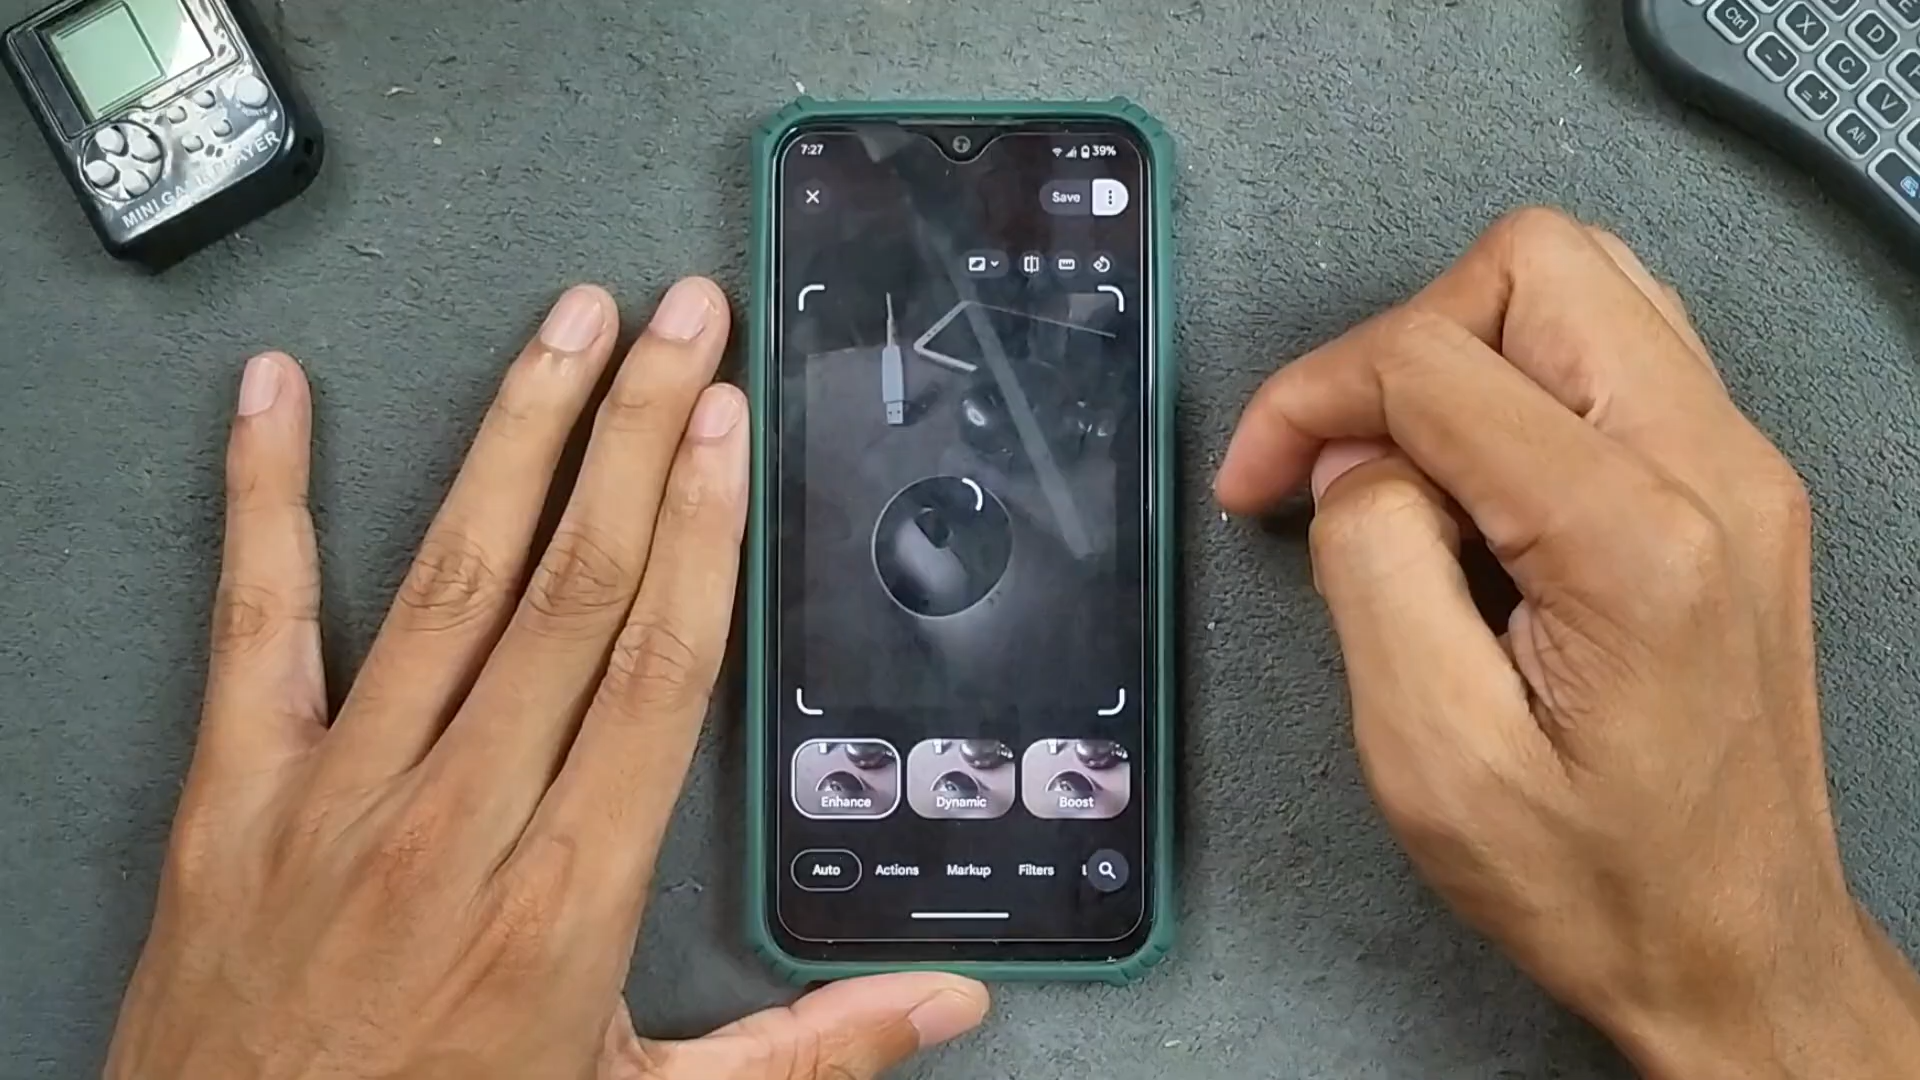 MINI GAME PLAYER
Ctrl
X
D
C
V
Alt
7:27
39%
Save
Enhance
Dynamic
Boost
Auto
Actions
Markup
Filters